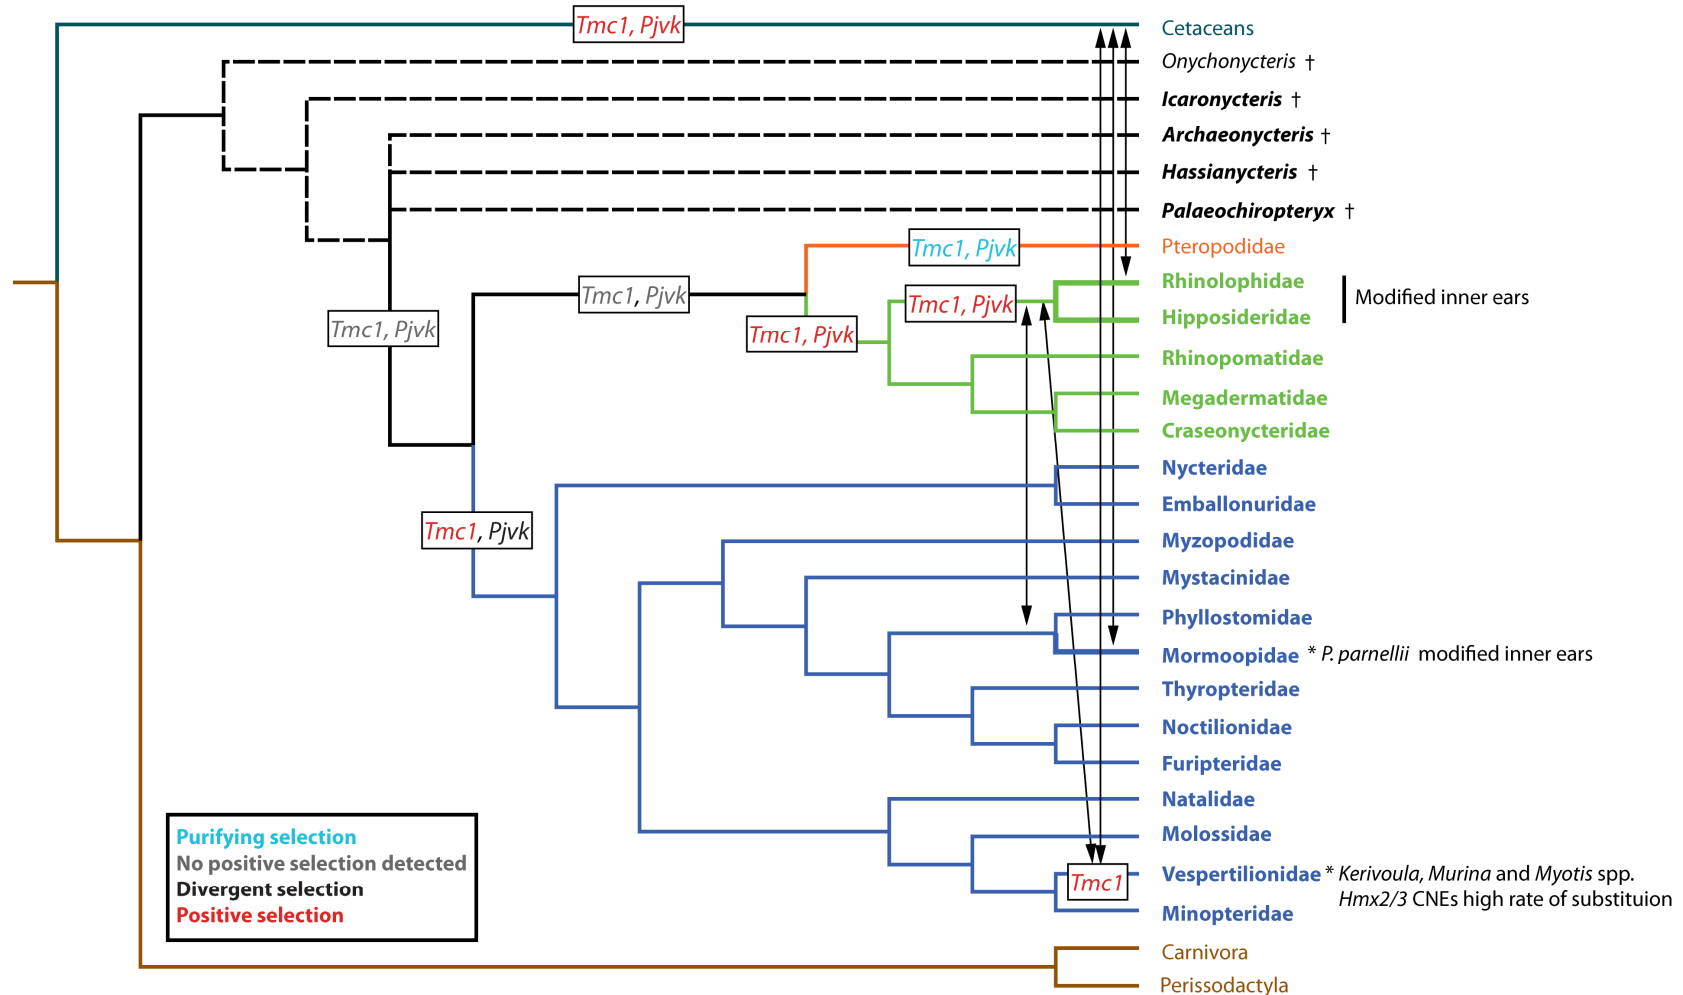 Tmc1, Pjvk
Cetaceans
Onychonycteris †
Icaronycteris †
Archaeonycteris †
Hassianycteris †
Palaeochiropteryx †
Tmc1, Pjvk
Pteropodidae
Rhinolophidae
Tmc1, Pjvk
Tmc1, Pjvk
Modified inner ears
Hipposideridae
Tmc1, Pjvk
Tmc1, Pjvk
Rhinopomatidae
Megadermatidae
Craseonycteridae
Nycteridae
Emballonuridae
Tmc1, Pjvk
Myzopodidae
Mystacinidae
Phyllostomidae
Mormoopidae * P. parnellii modified inner ears
Thyropteridae
Noctilionidae
Furipteridae
Natalidae
Molossidae
Tmc1
Vespertilionidae * Kerivoula, Murina and Myotis spp.
Hmx2/3 CNEs high rate of substituion
Minopteridae
Carnivora
Perissodactyla
Purifying selection
No positive selection detected
Divergent selection
Positive selection